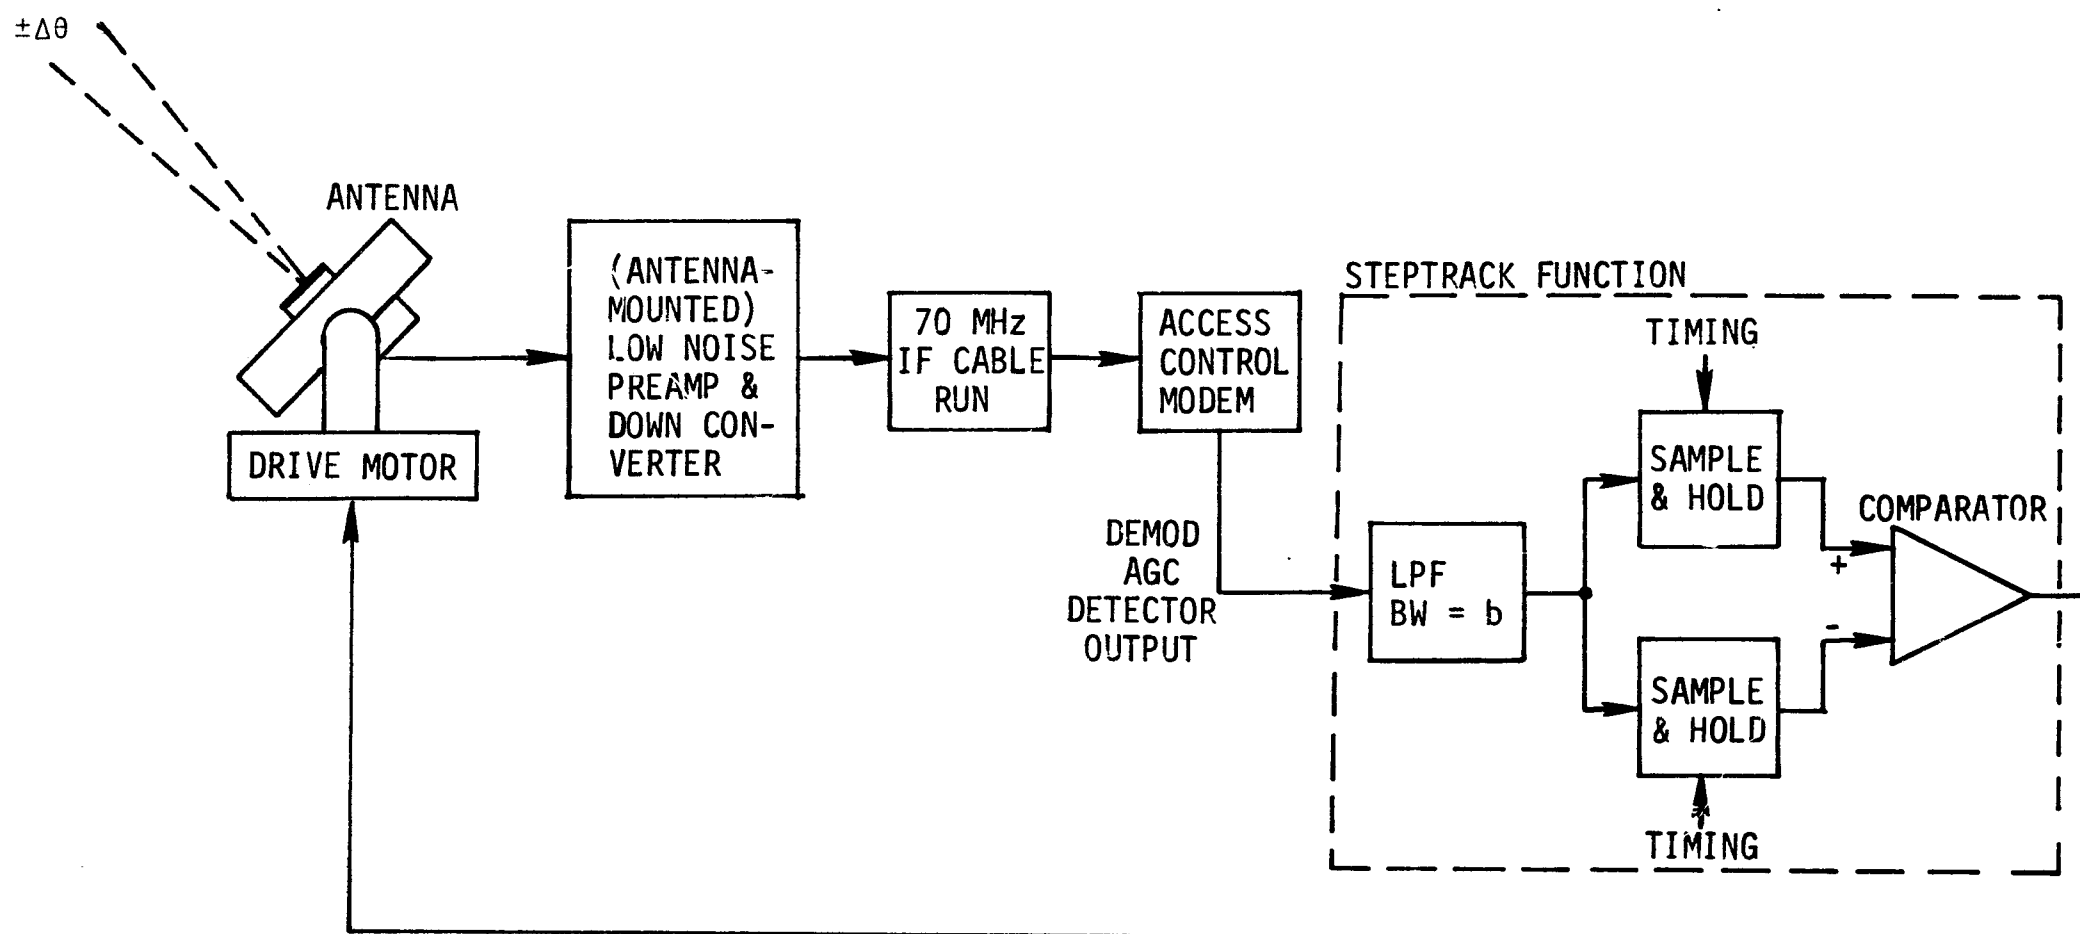 ±Δθ
ANTENNA
DRIVE MOTOR
(ANTENNA-
MOUNTED)
LOW NOISE
PREAMP &
DOWN CON-
VERTER
70 MHz
IF CABLE
RUN
ACCESS
CONTROL
MODEM
DEMOD
AGC
DETECTOR
OUTPUT
STEPTRACK FUNCTION
LPF
BW = b
TIMING
SAMPLE
& HOLD
SAMPLE
& HOLD
TIMING
COMPARATOR
+
-